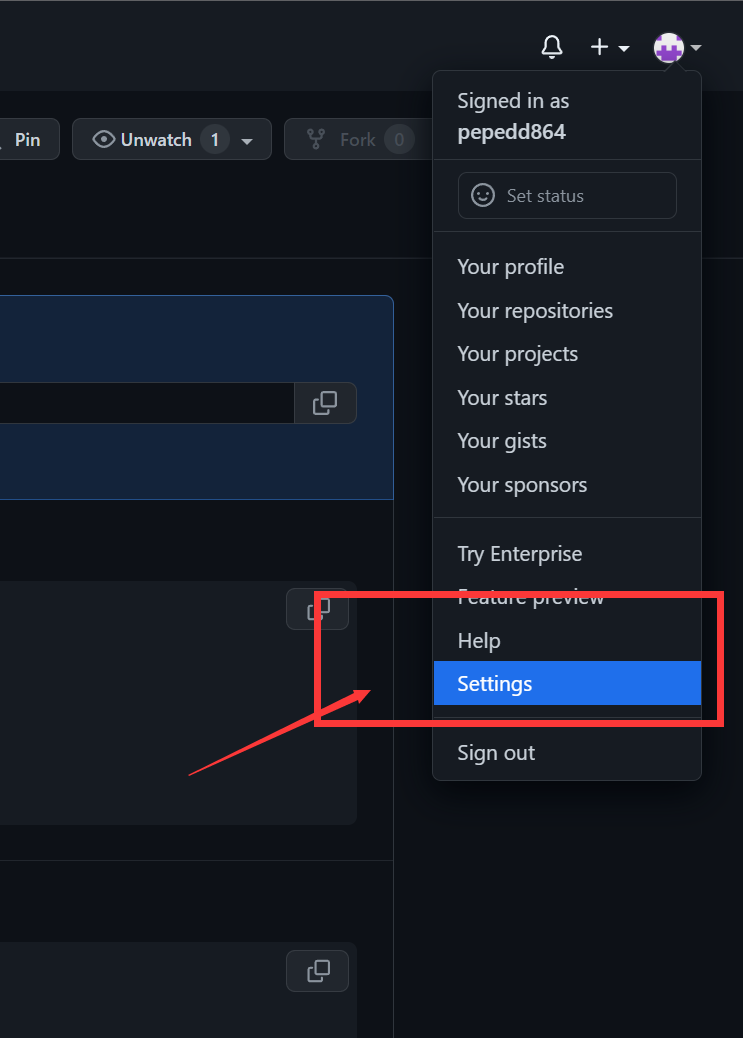 Signed in as
pepedd864
Pin
Unwatch 1
Fork 0
Set status
Your profile
Your repositories
Your projects
Your stars
Your gists
Your sponsors
Try Enterprise
Feature preview
Help
Settings
Sign out